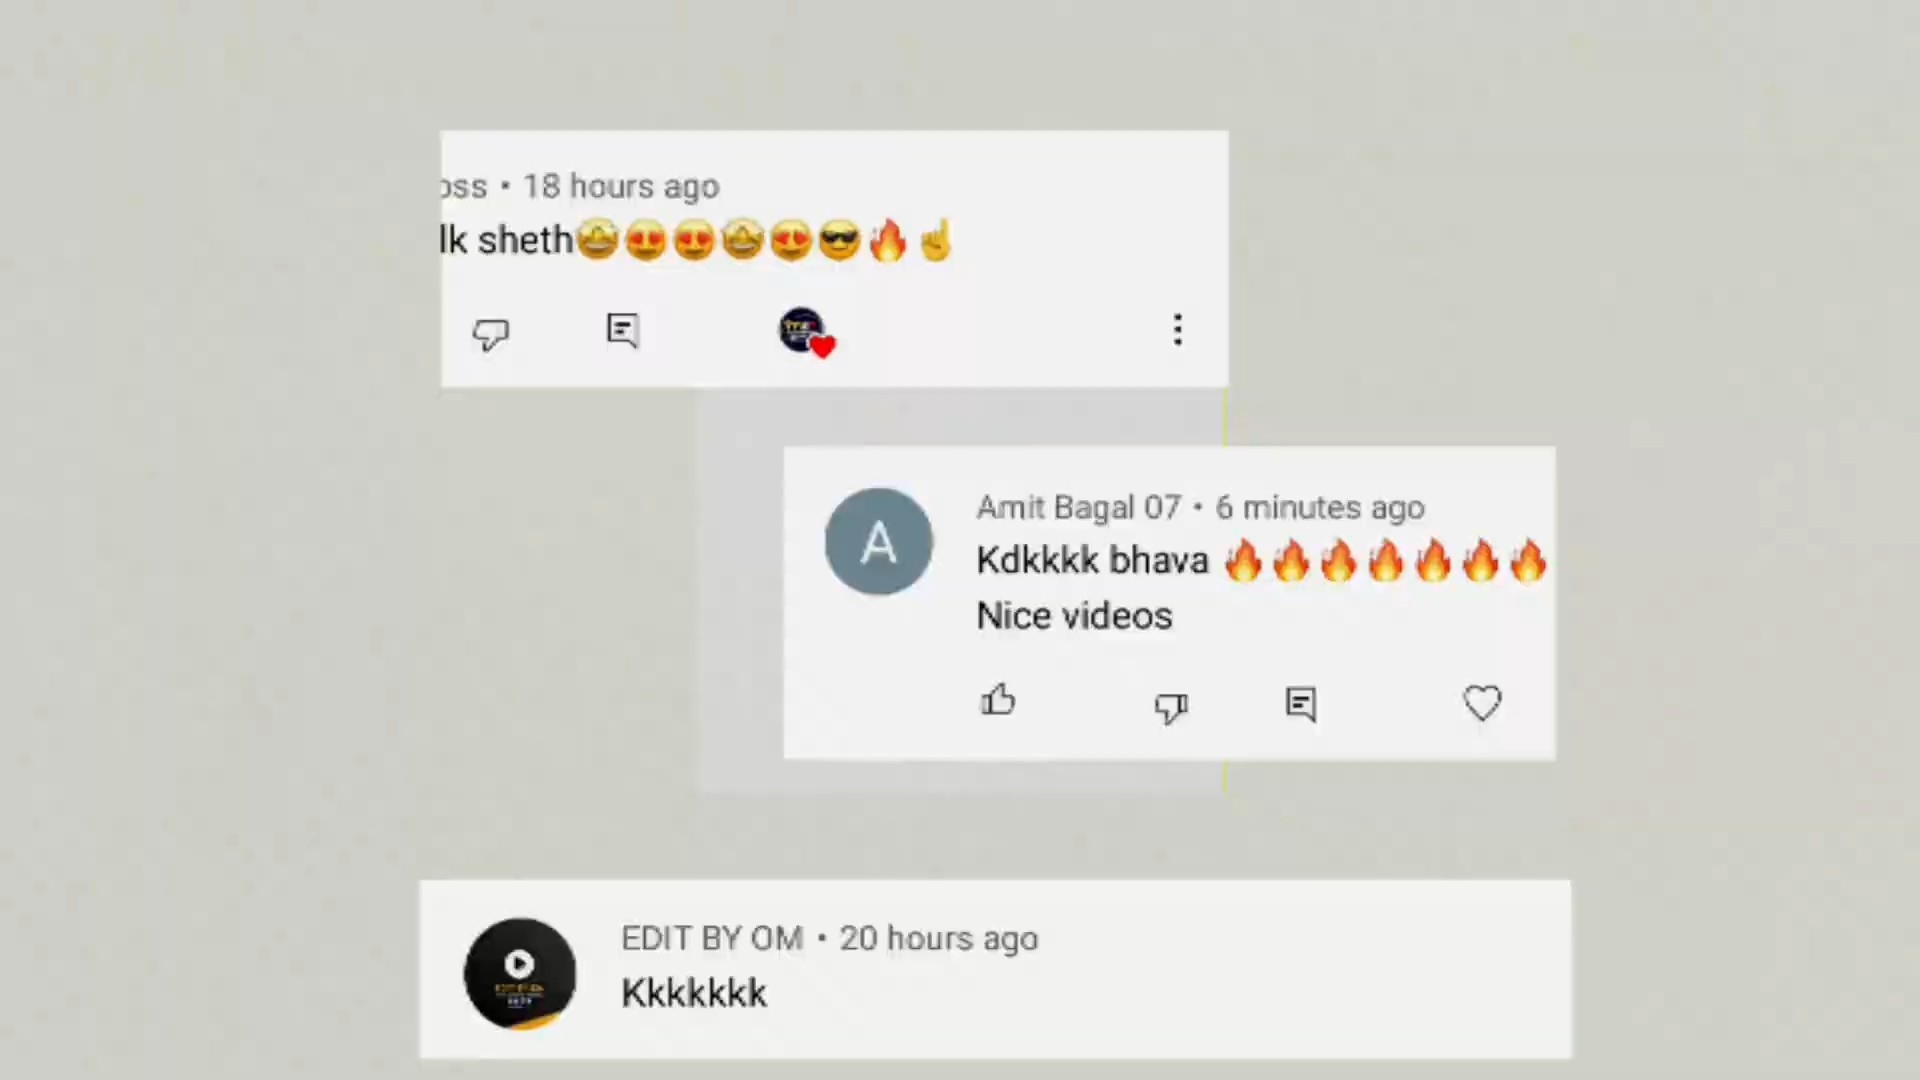 oss • 18 hours ago
lk sheth🤩😍😍🤩😍😎🔥☝️
A
Amit Bagal 07 • 6 minutes ago
Kdkkkk bhava 🔥🔥🔥🔥🔥🔥🔥
Nice videos
EDIT BY OM • 20 hours ago
Kkkkkkk